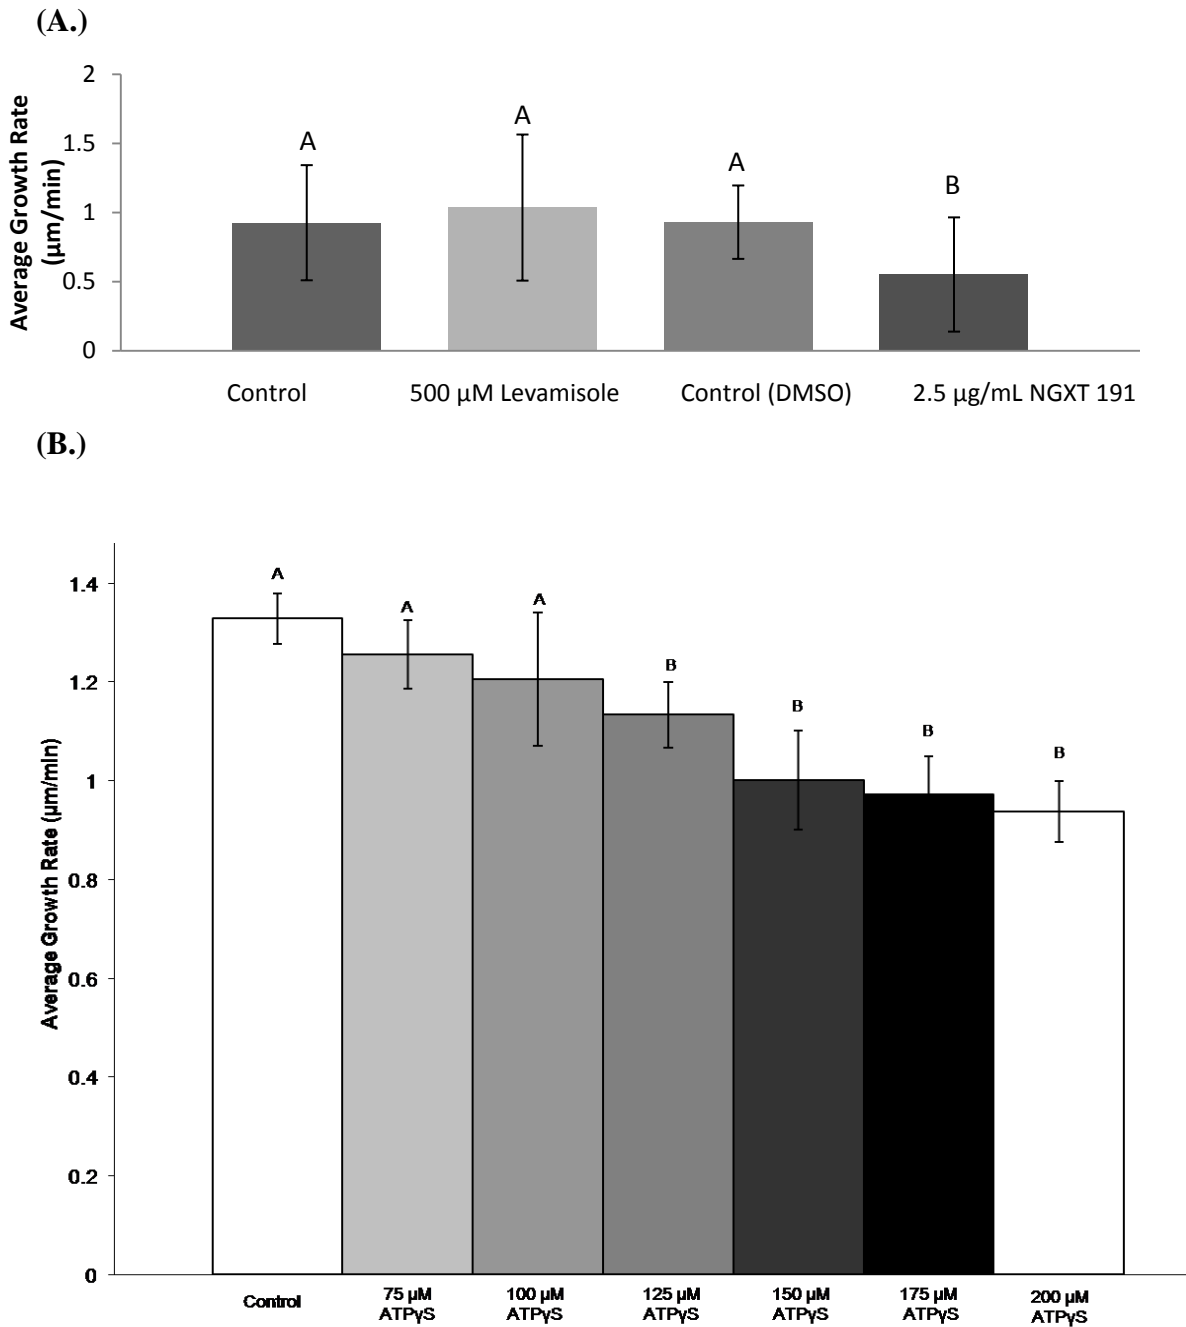 (A.)
Average Growth Rate
(µm/min)
2
1.5
1
0.5
0
A
A
A
B
Control
500 µM Levamisole
Control (DMSO)
2.5 µg/mL NGXT 191
(B.)
Average Growth Rate (µm/min)
1.4
1.2
1
0.8
0.6
0.4
0.2
0
A
A
A
B
B
B
B
Control
75 µM
ATPγS
100 µM
ATPγS
125 µM
ATPγS
150 µM
ATPγS
175 µM
ATPγS
200 µM
ATPγS